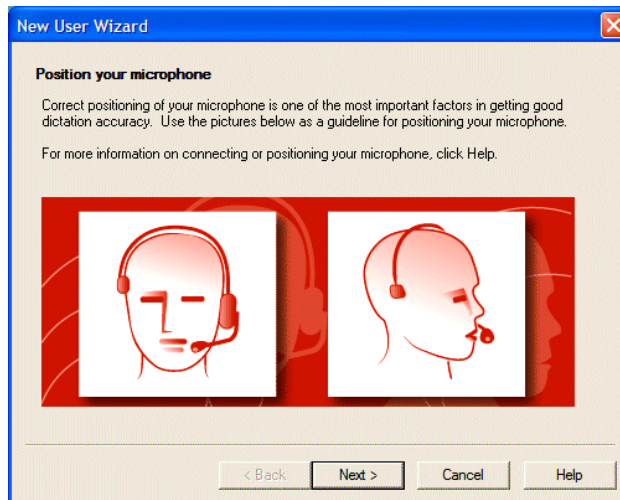 New User Wizard
Position your microphone
Correct positioning of your microphone is one of the most important factors in getting good
dictation accuracy.  Use the pictures below as a guideline for positioning your microphone.
For more information on connecting or positioning your microphone, click Help.
< Back Next > Cancel Help